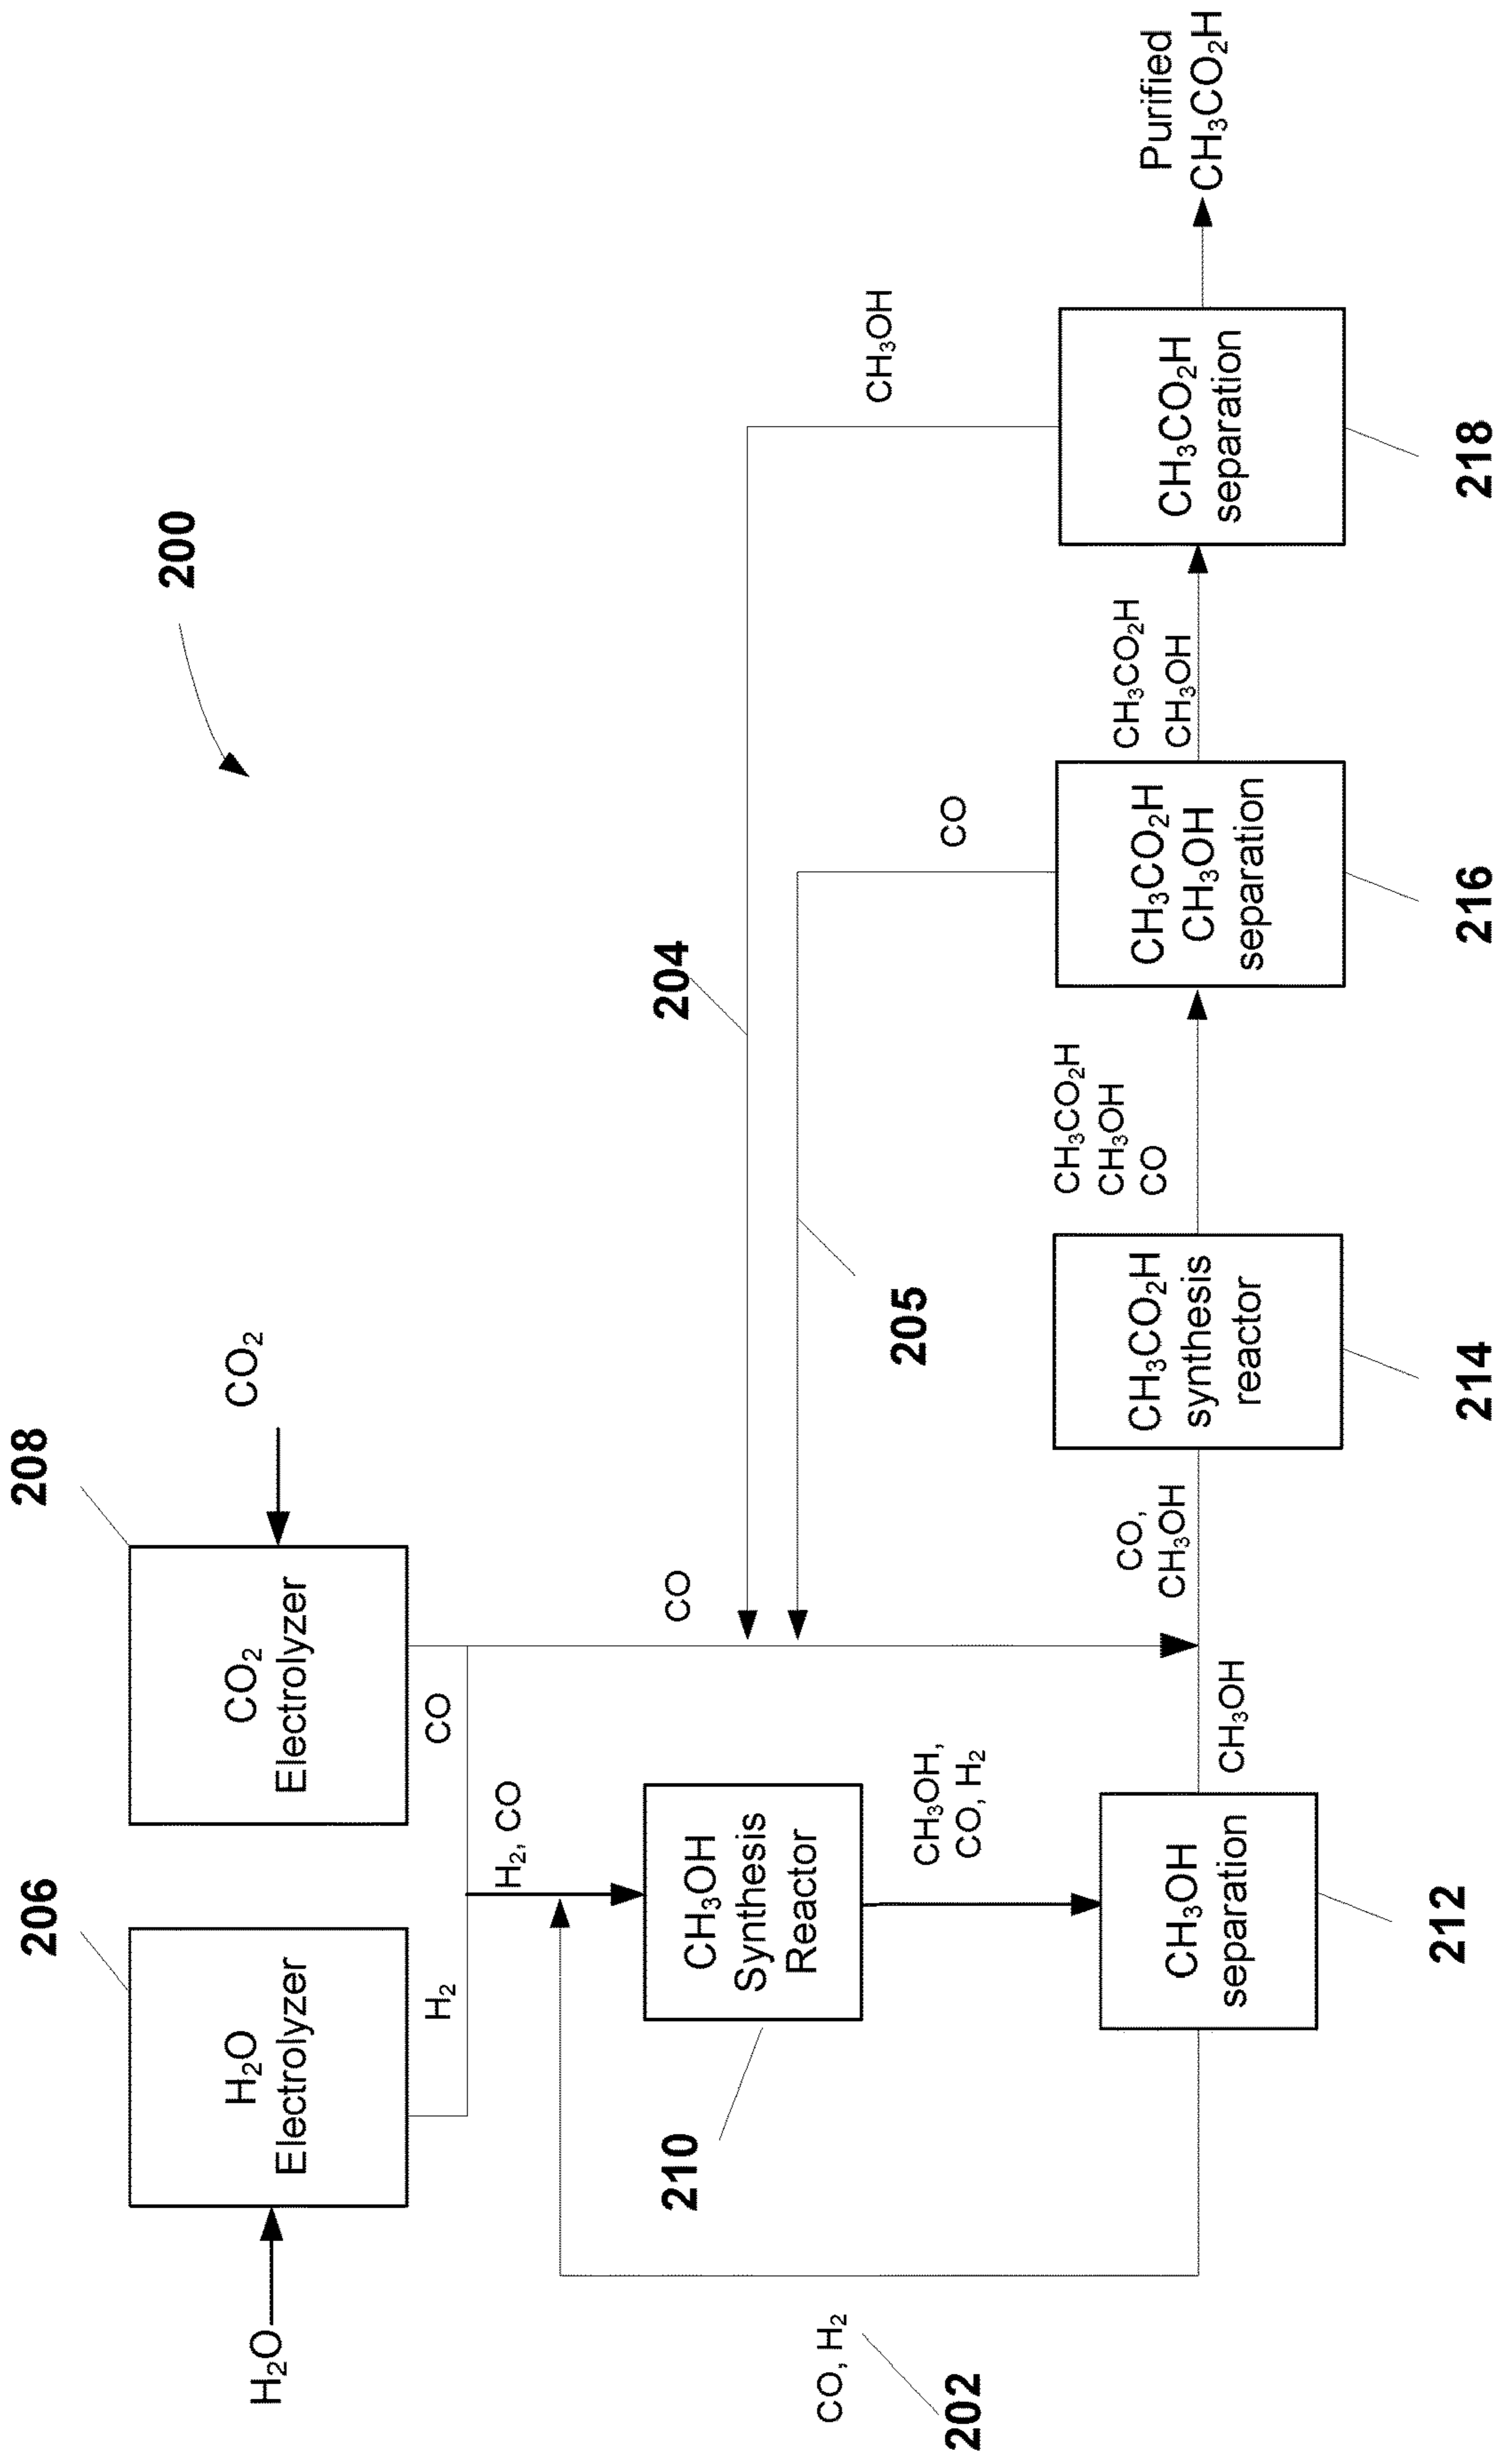 200
206
208
H₂O
H₂O
Electrolyzer
CO₂
Electrolyzer
CO₂
H₂
CO
H₂, CO
CO
CH₃OH
Synthesis
Reactor
210
204
205
CO
CH₃OH
CO, H₂
202
CH₃OH,
CO, H₂
CH₃OH
separation
212
CH₃OH
CO,
CH₃OH
CH₃CO₂H
synthesis
reactor
214
CH₃CO₂H
CH₃OH
CO
CH₃CO₂H
CH₃OH
separation
216
CH₃CO₂H
CH₃OH
CH₃CO₂H
separation
218
Purified
CH₃CO₂H